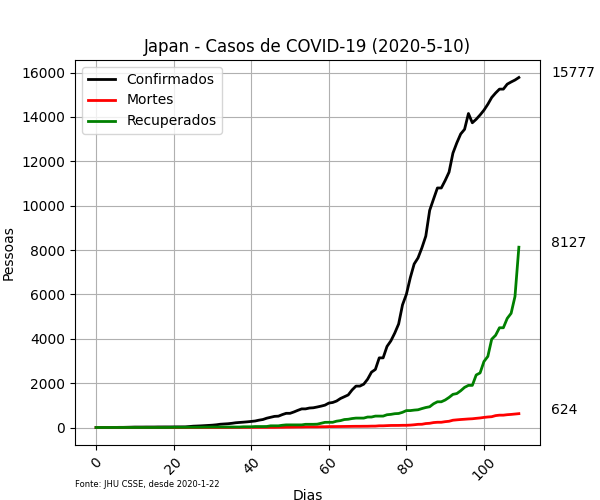 Japan - Casos de COVID-19 (2020-5-10)
Confirmados
Mortes
Recuperados
Pessoas
16000
14000
12000
10000
8000
6000
4000
2000
0
15777
8127
624
0 20 40 60 80 100
Fonte: JHU CSSE, desde 2020-1-22
Dias